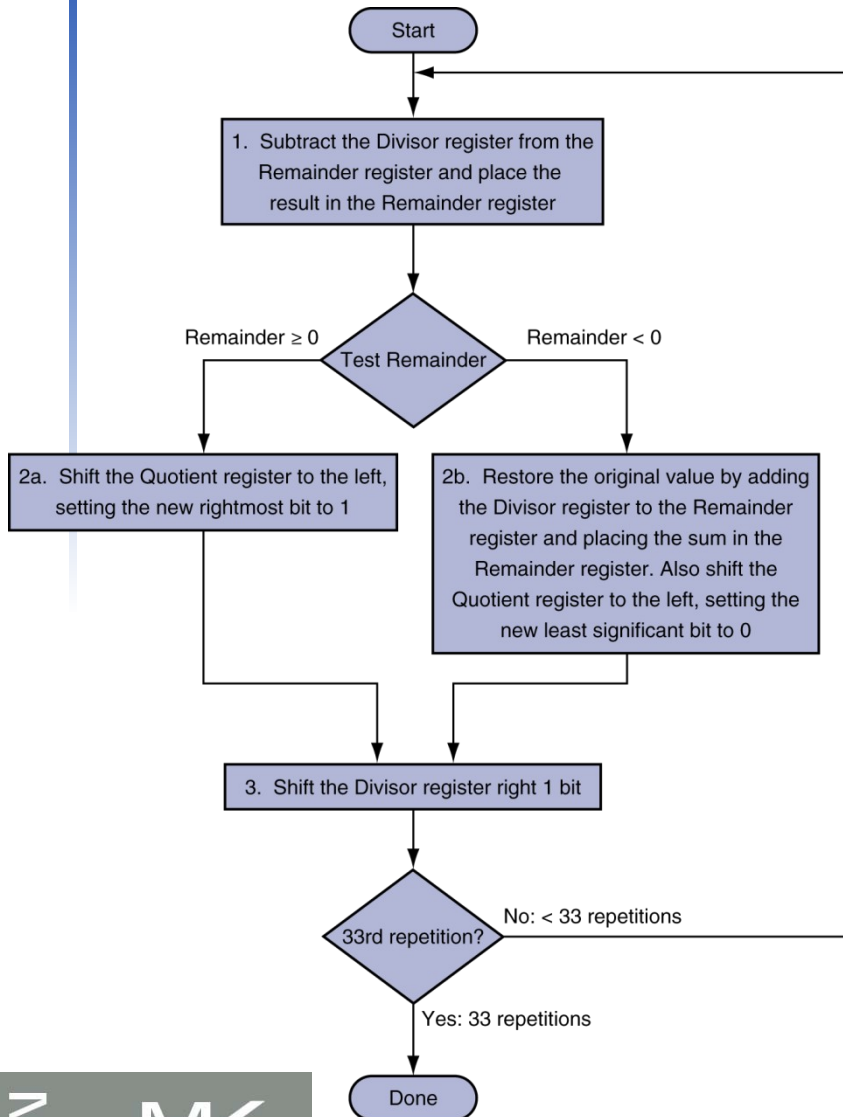 Start
1. Subtract the Divisor register from the
Remainder register and place the
result in the Remainder register
Remainder ≥ 0
Remainder < 0
Test Remainder
2a. Shift the Quotient register to the left,
setting the new rightmost bit to 1
2b. Restore the original value by adding
the Divisor register to the Remainder
register and placing the sum in the
Remainder register. Also shift the
Quotient register to the left, setting the
new least significant bit to 0
3. Shift the Divisor register right 1 bit
33rd repetition?
No: < 33 repetitions
Yes: 33 repetitions
Done